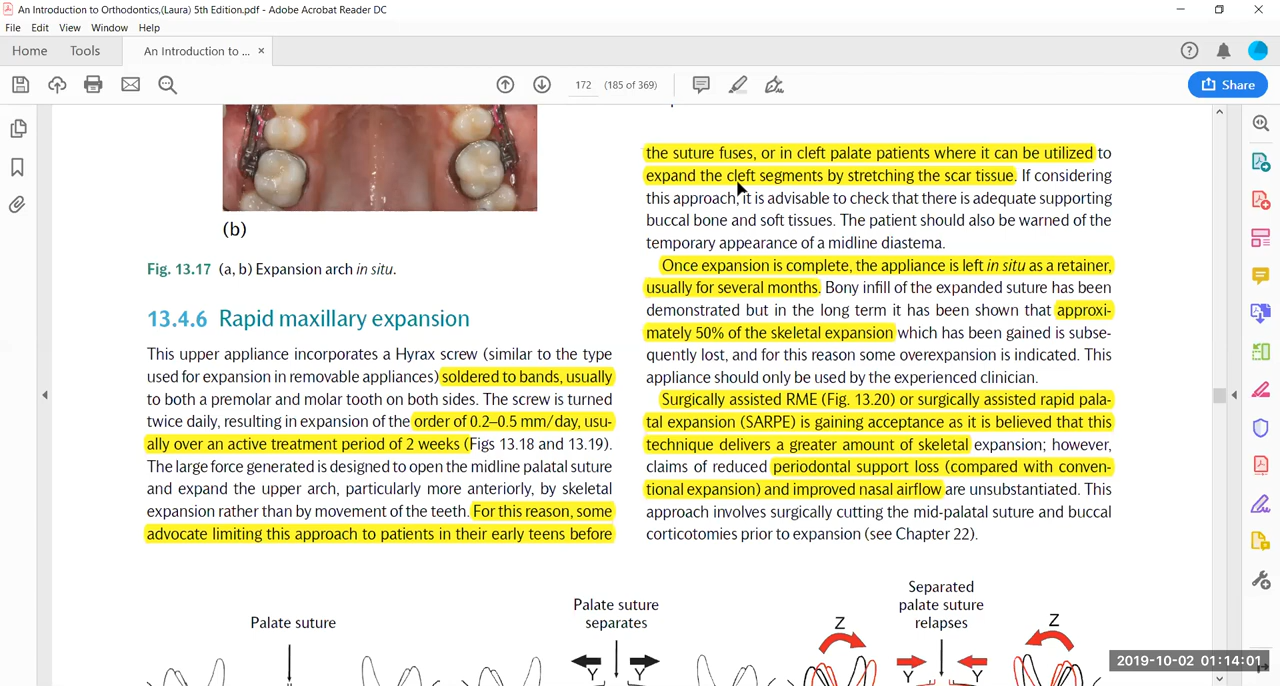 An Introduction to Orthodontics,(Laura) 5th Edition.pdf - Adobe Acrobat Reader DC
File Edit View Window Help
Home Tools An Introduction to ... ×
172 (185 of 369)
Share
(b)
Fig. 13.17 (a, b) Expansion arch in situ.
13.4.6 Rapid maxillary expansion
This upper appliance incorporates a Hyrax screw (similar to the type
used for expansion in removable appliances) soldered to bands, usually
to both a premolar and molar tooth on both sides. The screw is turned
twice daily, resulting in expansion of the order of 0.2–0.5 mm/day, usu-
ally over an active treatment period of 2 weeks (Figs 13.18 and 13.19).
The large force generated is designed to open the midline palatal suture
and expand the upper arch, particularly more anteriorly, by skeletal
expansion rather than by movement of the teeth. For this reason, some
advocate limiting this approach to patients in their early teens before
the suture fuses, or in cleft palate patients where it can be utilized to
expand the cleft segments by stretching the scar tissue. If considering
this approach, it is advisable to check that there is adequate supporting
buccal bone and soft tissues. The patient should also be warned of the
temporary appearance of a midline diastema.
Once expansion is complete, the appliance is left in situ as a retainer,
usually for several months. Bony infill of the expanded suture has been
demonstrated but in the long term it has been shown that approxi-
mately 50% of the skeletal expansion which has been gained is subse-
quently lost, and for this reason some overexpansion is indicated. This
appliance should only be used by the experienced clinician.
Surgically assisted RME (Fig. 13.20) or surgically assisted rapid pala-
tal expansion (SARPE) is gaining acceptance as it is believed that this
technique delivers a greater amount of skeletal expansion; however,
claims of reduced periodontal support loss (compared with conven-
tional expansion) and improved nasal airflow are unsubstantiated. This
approach involves surgically cutting the mid-palatal suture and buccal
corticotomies prior to expansion (see Chapter 22).
Palate suture
Palate suture
separates
Y Y
Separated
palate suture
relapses
Z Z
Y Y
2019-10-02 01:14:01